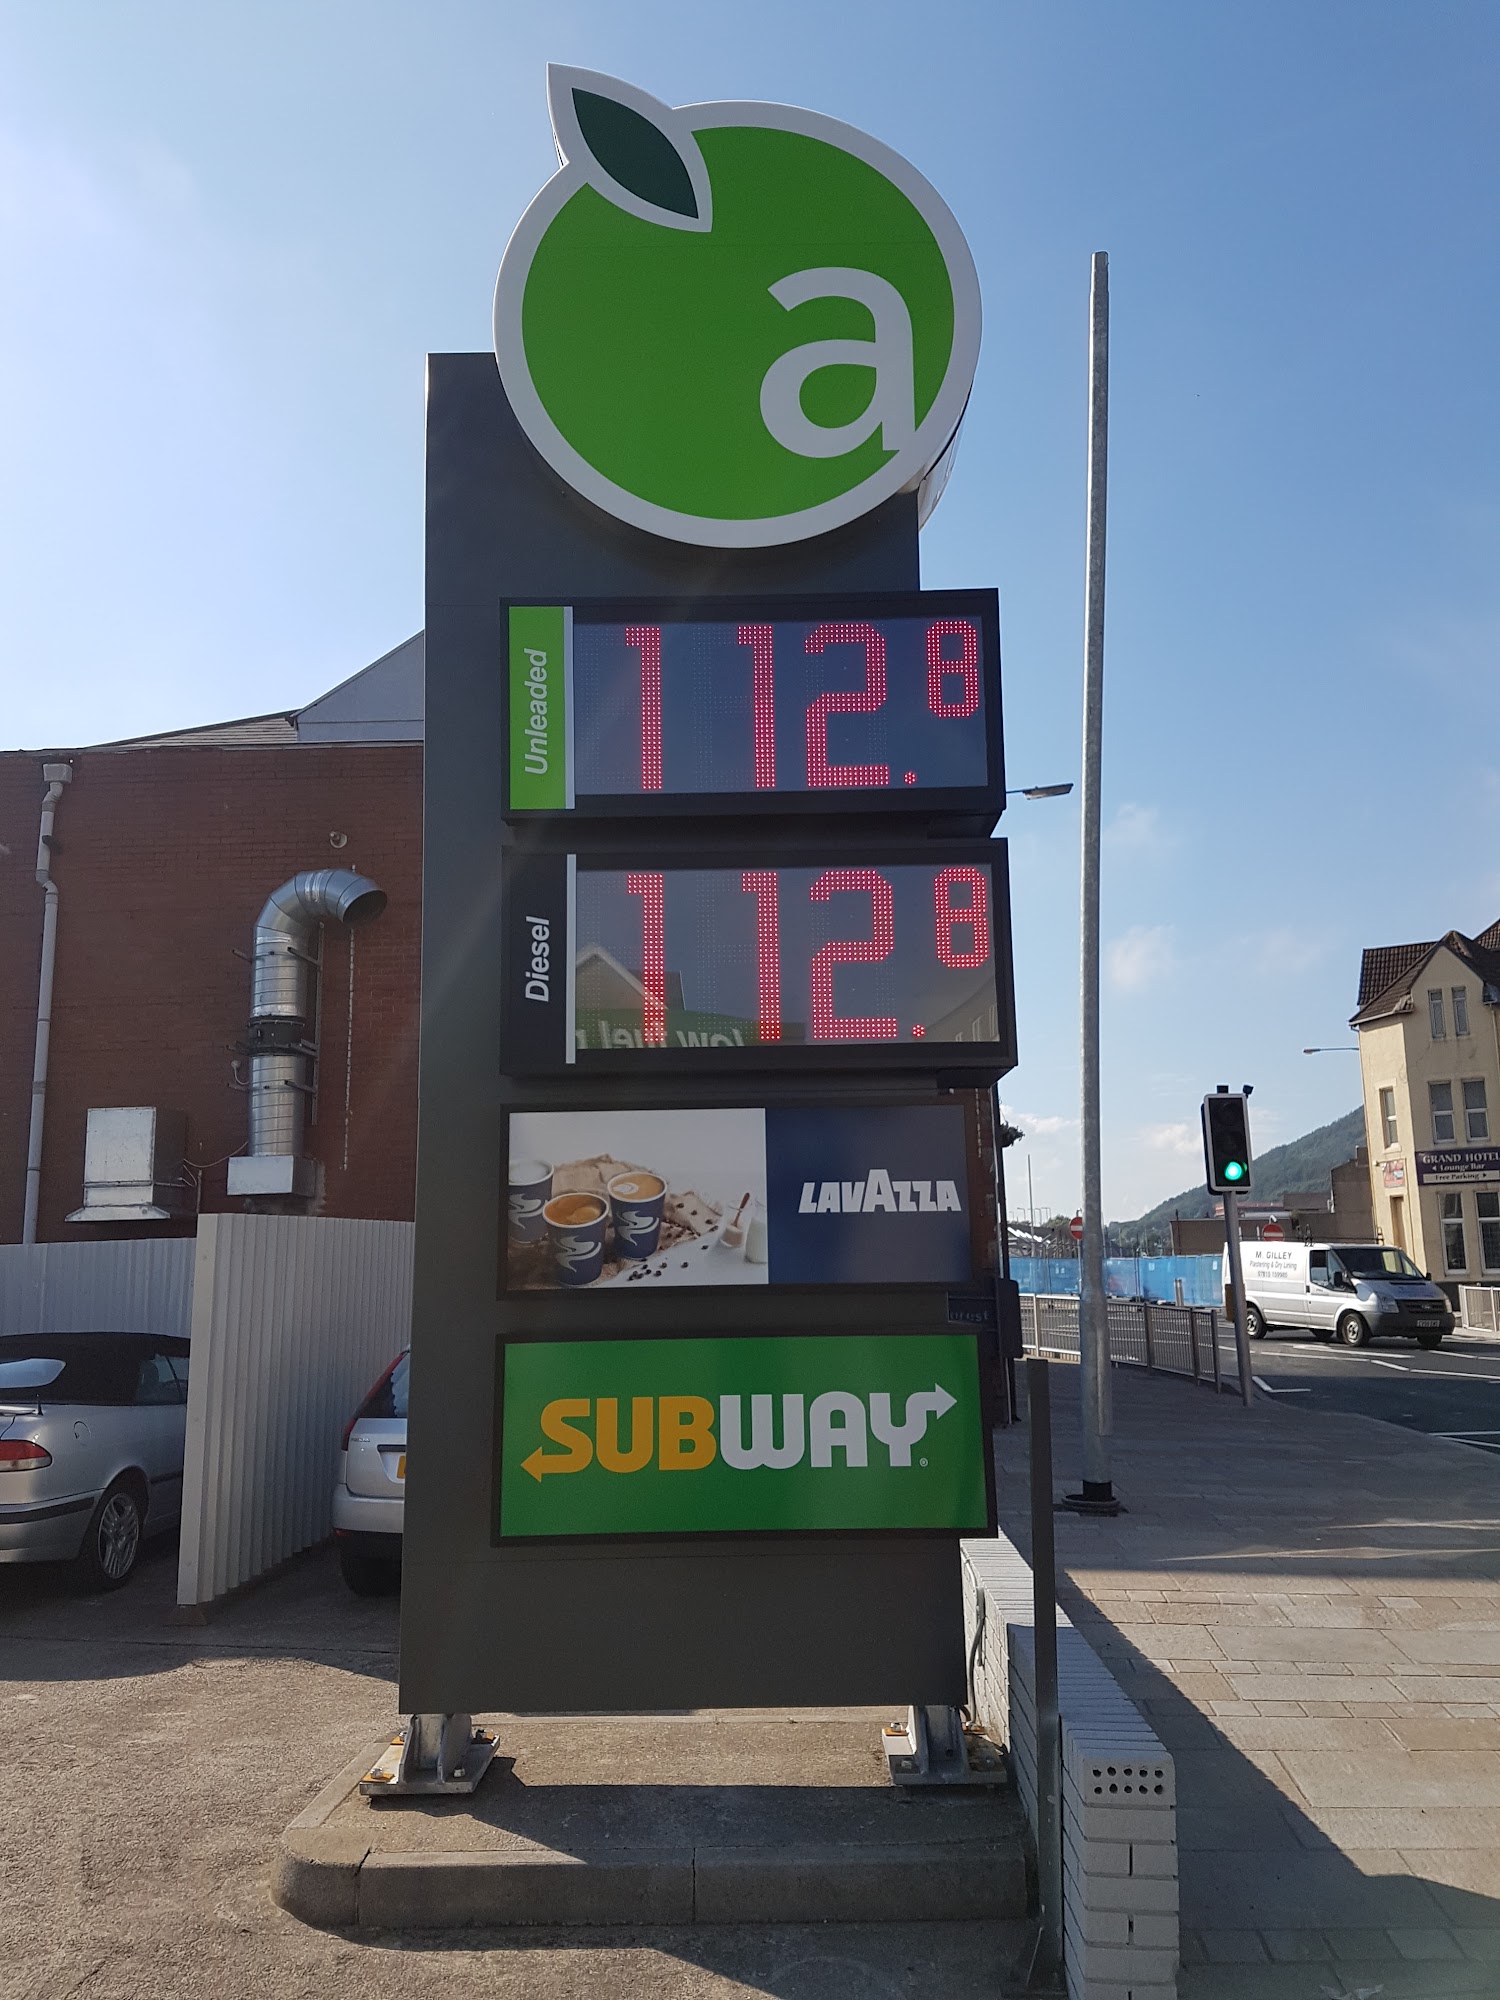 a
Unleaded
112.8
Diesel
112.8
LAVAZZA
SUBWAY
GRAND HOTEL
Lounge Bar
Free Parking
M. GILLEY